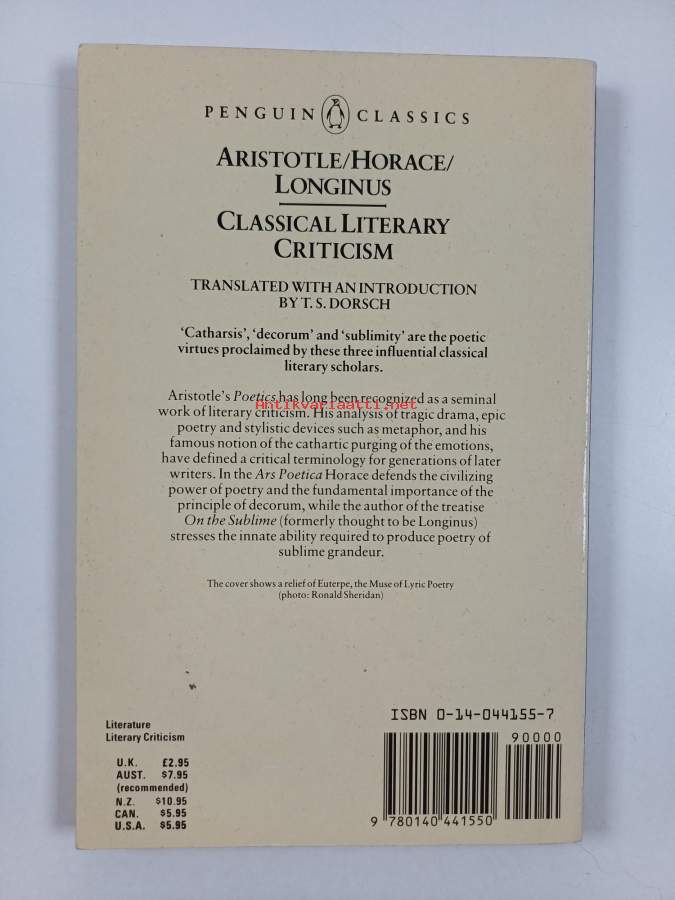 PENGUIN CLASSICS
ARISTOTLE/HORACE/
LONGINUS
CLASSICAL LITERARY
CRITICISM
TRANSLATED WITH AN INTRODUCTION
BY T. S. DORSCH
'Catharsis', 'decorum' and 'sublimity' are the poetic
virtues proclaimed by these three influential classical
literary scholars.
Aristotle's Poetics has long been recognized as a seminal
Antikvariaatti.net
work of literary criticism. His analysis of tragic drama, epic
poetry and stylistic devices such as metaphor, and his
famous notion of the cathartic purging of the emotions,
have defined a critical terminology for generations of later
writers. In the Ars Poetica Horace defends the civilizing
power of poetry and the fundamental importance of the
principle of decorum, while the author of the treatise
On the Sublime (formerly thought to be Longinus)
stresses the innate ability required to produce poetry of
sublime grandeur.
The cover shows a relief of Euterpe, the Muse of Lyric Poetry
(photo: Ronald Sheridan)
Literature
Literary Criticism
U.K. £2.95
AUST. $7.95
(recommended)
N.Z. $10.95
CAN. $5.95
U.S.A. $5.95
ISBN 0-14-044155-7
90000
9 780140 441550